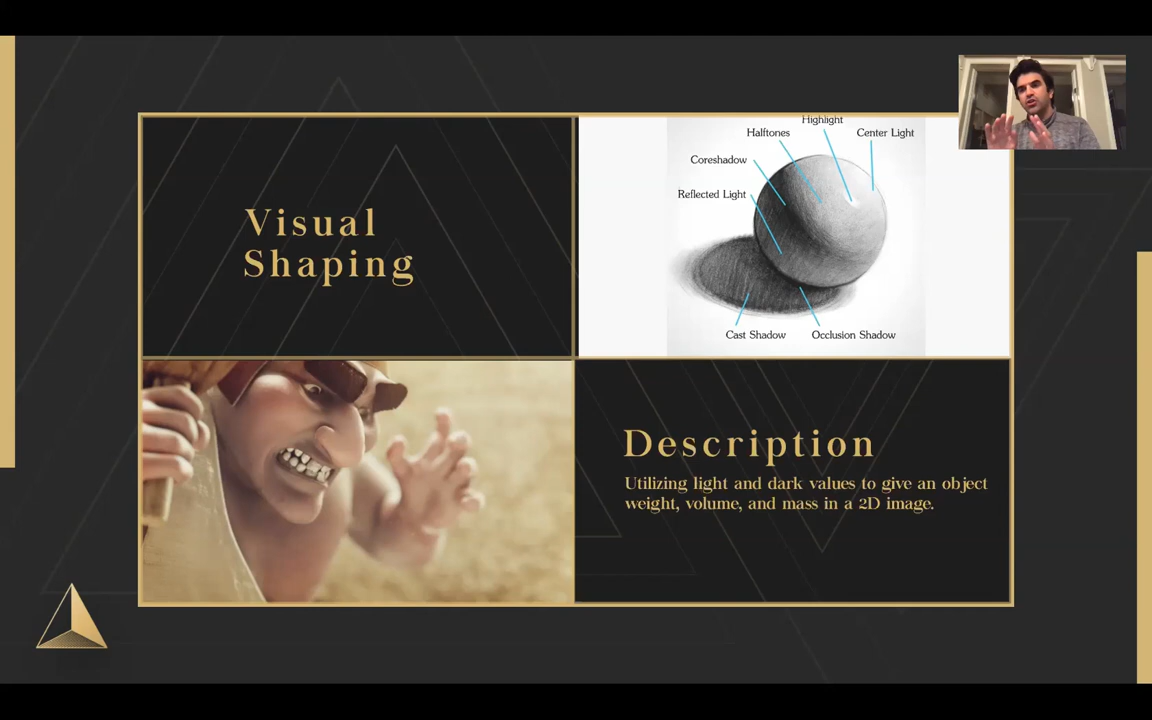 Visual
Shaping
Highlight
Halftones
Center Light
Coreshadow
Reflected Light
Cast Shadow
Occlusion Shadow
Description
Utilizing light and dark values to give an object
weight, volume, and mass in a 2D image.